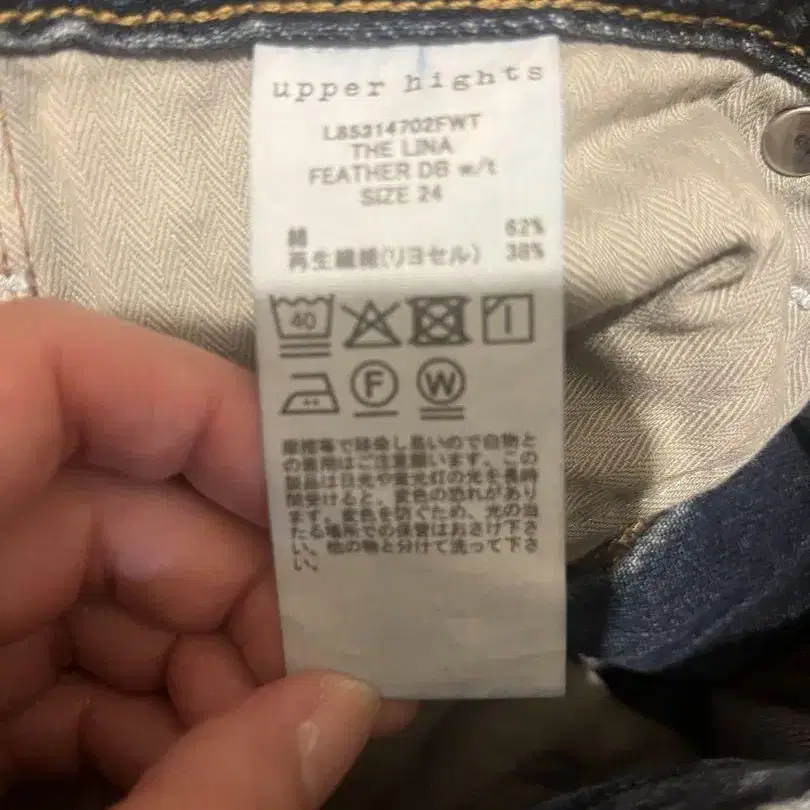 upper hights
L85314702FWT
THE LINA
FEATHER DB w/t
SIZE 24
綿 62%
再生繊維(リヨセル) 38%
40
F W
摩擦等で移染し易いので白物と
の着用はご注意願います。この
製品は日光や蛍光灯の光を長時
間受けると、変色の恐れがあり
ます。変色を防ぐため、光の当
たる場所での保管はおさけ下さ
い。他の物と分けて洗って下さ
い。